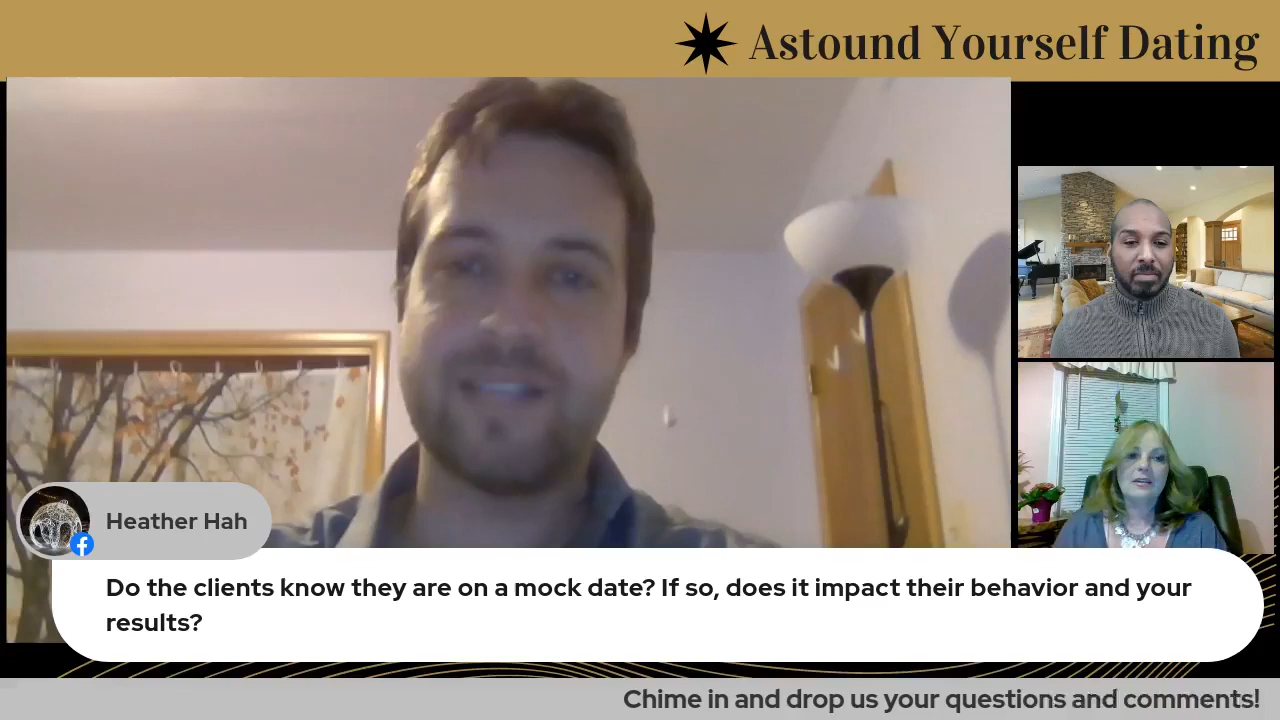 Astound Yourself Dating
Heather Hah
Do the clients know they are on a mock date? If so, does it impact their behavior and your
results?
Chime in and drop us your questions and comments!